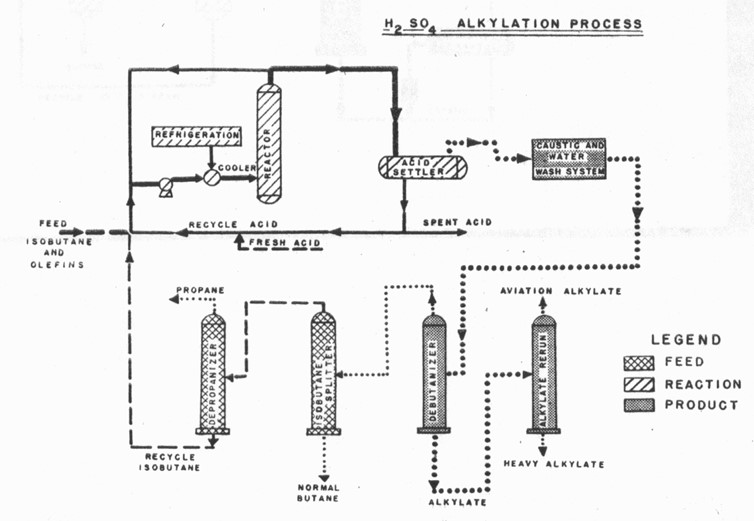 H2 SO4 ALKYLATION PROCESS
REFRIGERATION
COOLER
REACTOR
ACID
SETTLER
CAUSTIC AND
WATER
WASH SYSTEM
FEED
ISOBUTANE
AND
OLEFINS
RECYCLE ACID
FRESH ACID
SPENT ACID
PROPANE
DEPROPANIZER
ISOBUTANE
SPLITTER
DEBUTANIZER
AVIATION ALKYLATE
ALKYLATE RERUN
HEAVY ALKYLATE
RECYCLE
ISOBUTANE
NORMAL
BUTANE
ALKYLATE
LEGEND
FEED
REACTION
PRODUCT